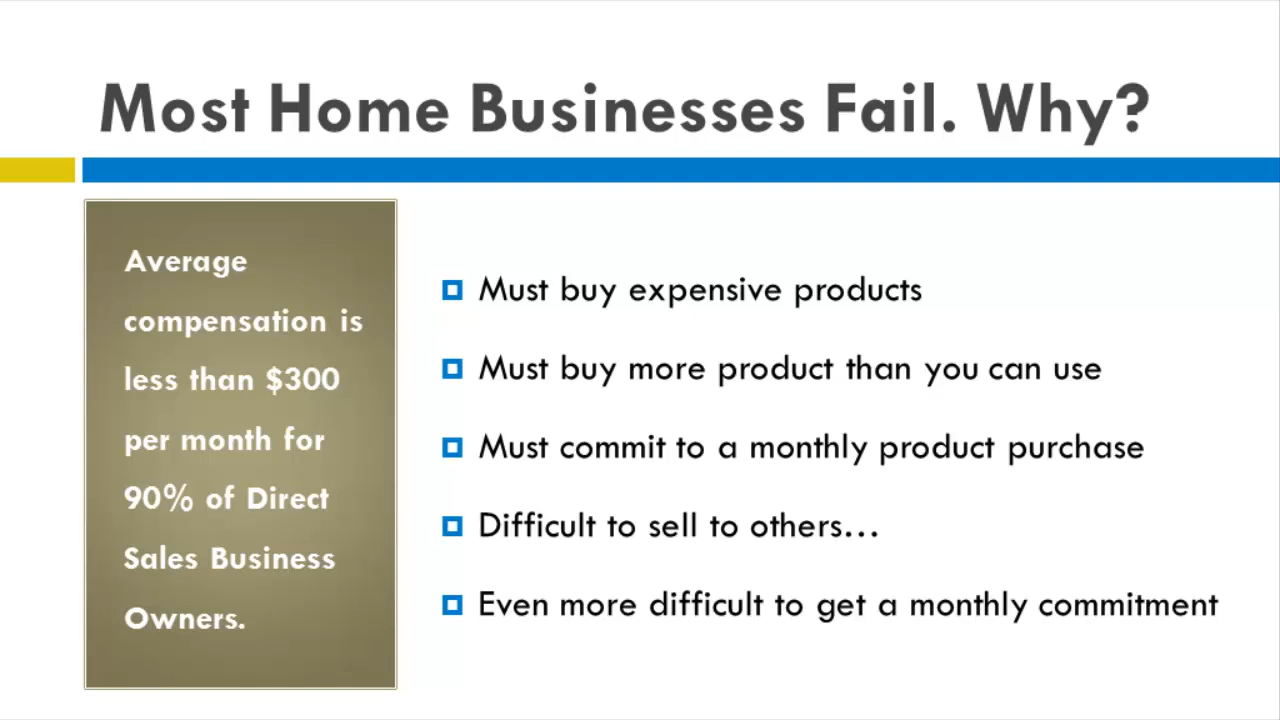 Most Home Businesses Fail. Why?
Average
compensation is
less than $300
per month for
90% of Direct
Sales Business
Owners.
Must buy expensive products
Must buy more product than you can use
Must commit to a monthly product purchase
Difficult to sell to others...
Even more difficult to get a monthly commitment